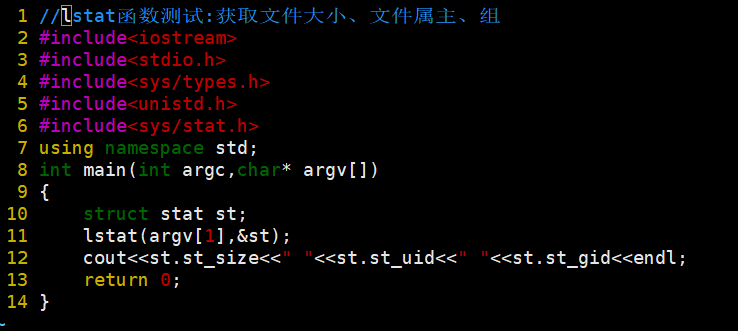 1 //lstat函数测试:获取文件大小、文件属主、组
2 #include<iostream>
3 #include<stdio.h>
4 #include<sys/types.h>
5 #include<unistd.h>
6 #include<sys/stat.h>
7 using namespace std;
8 int main(int argc,char* argv[])
9 {
10     struct stat st;
11     lstat(argv[1],&st);
12     cout<<st.st_size<<" "<<st.st_uid<<" "<<st.st_gid<<endl;
13     return 0;
14 }
~